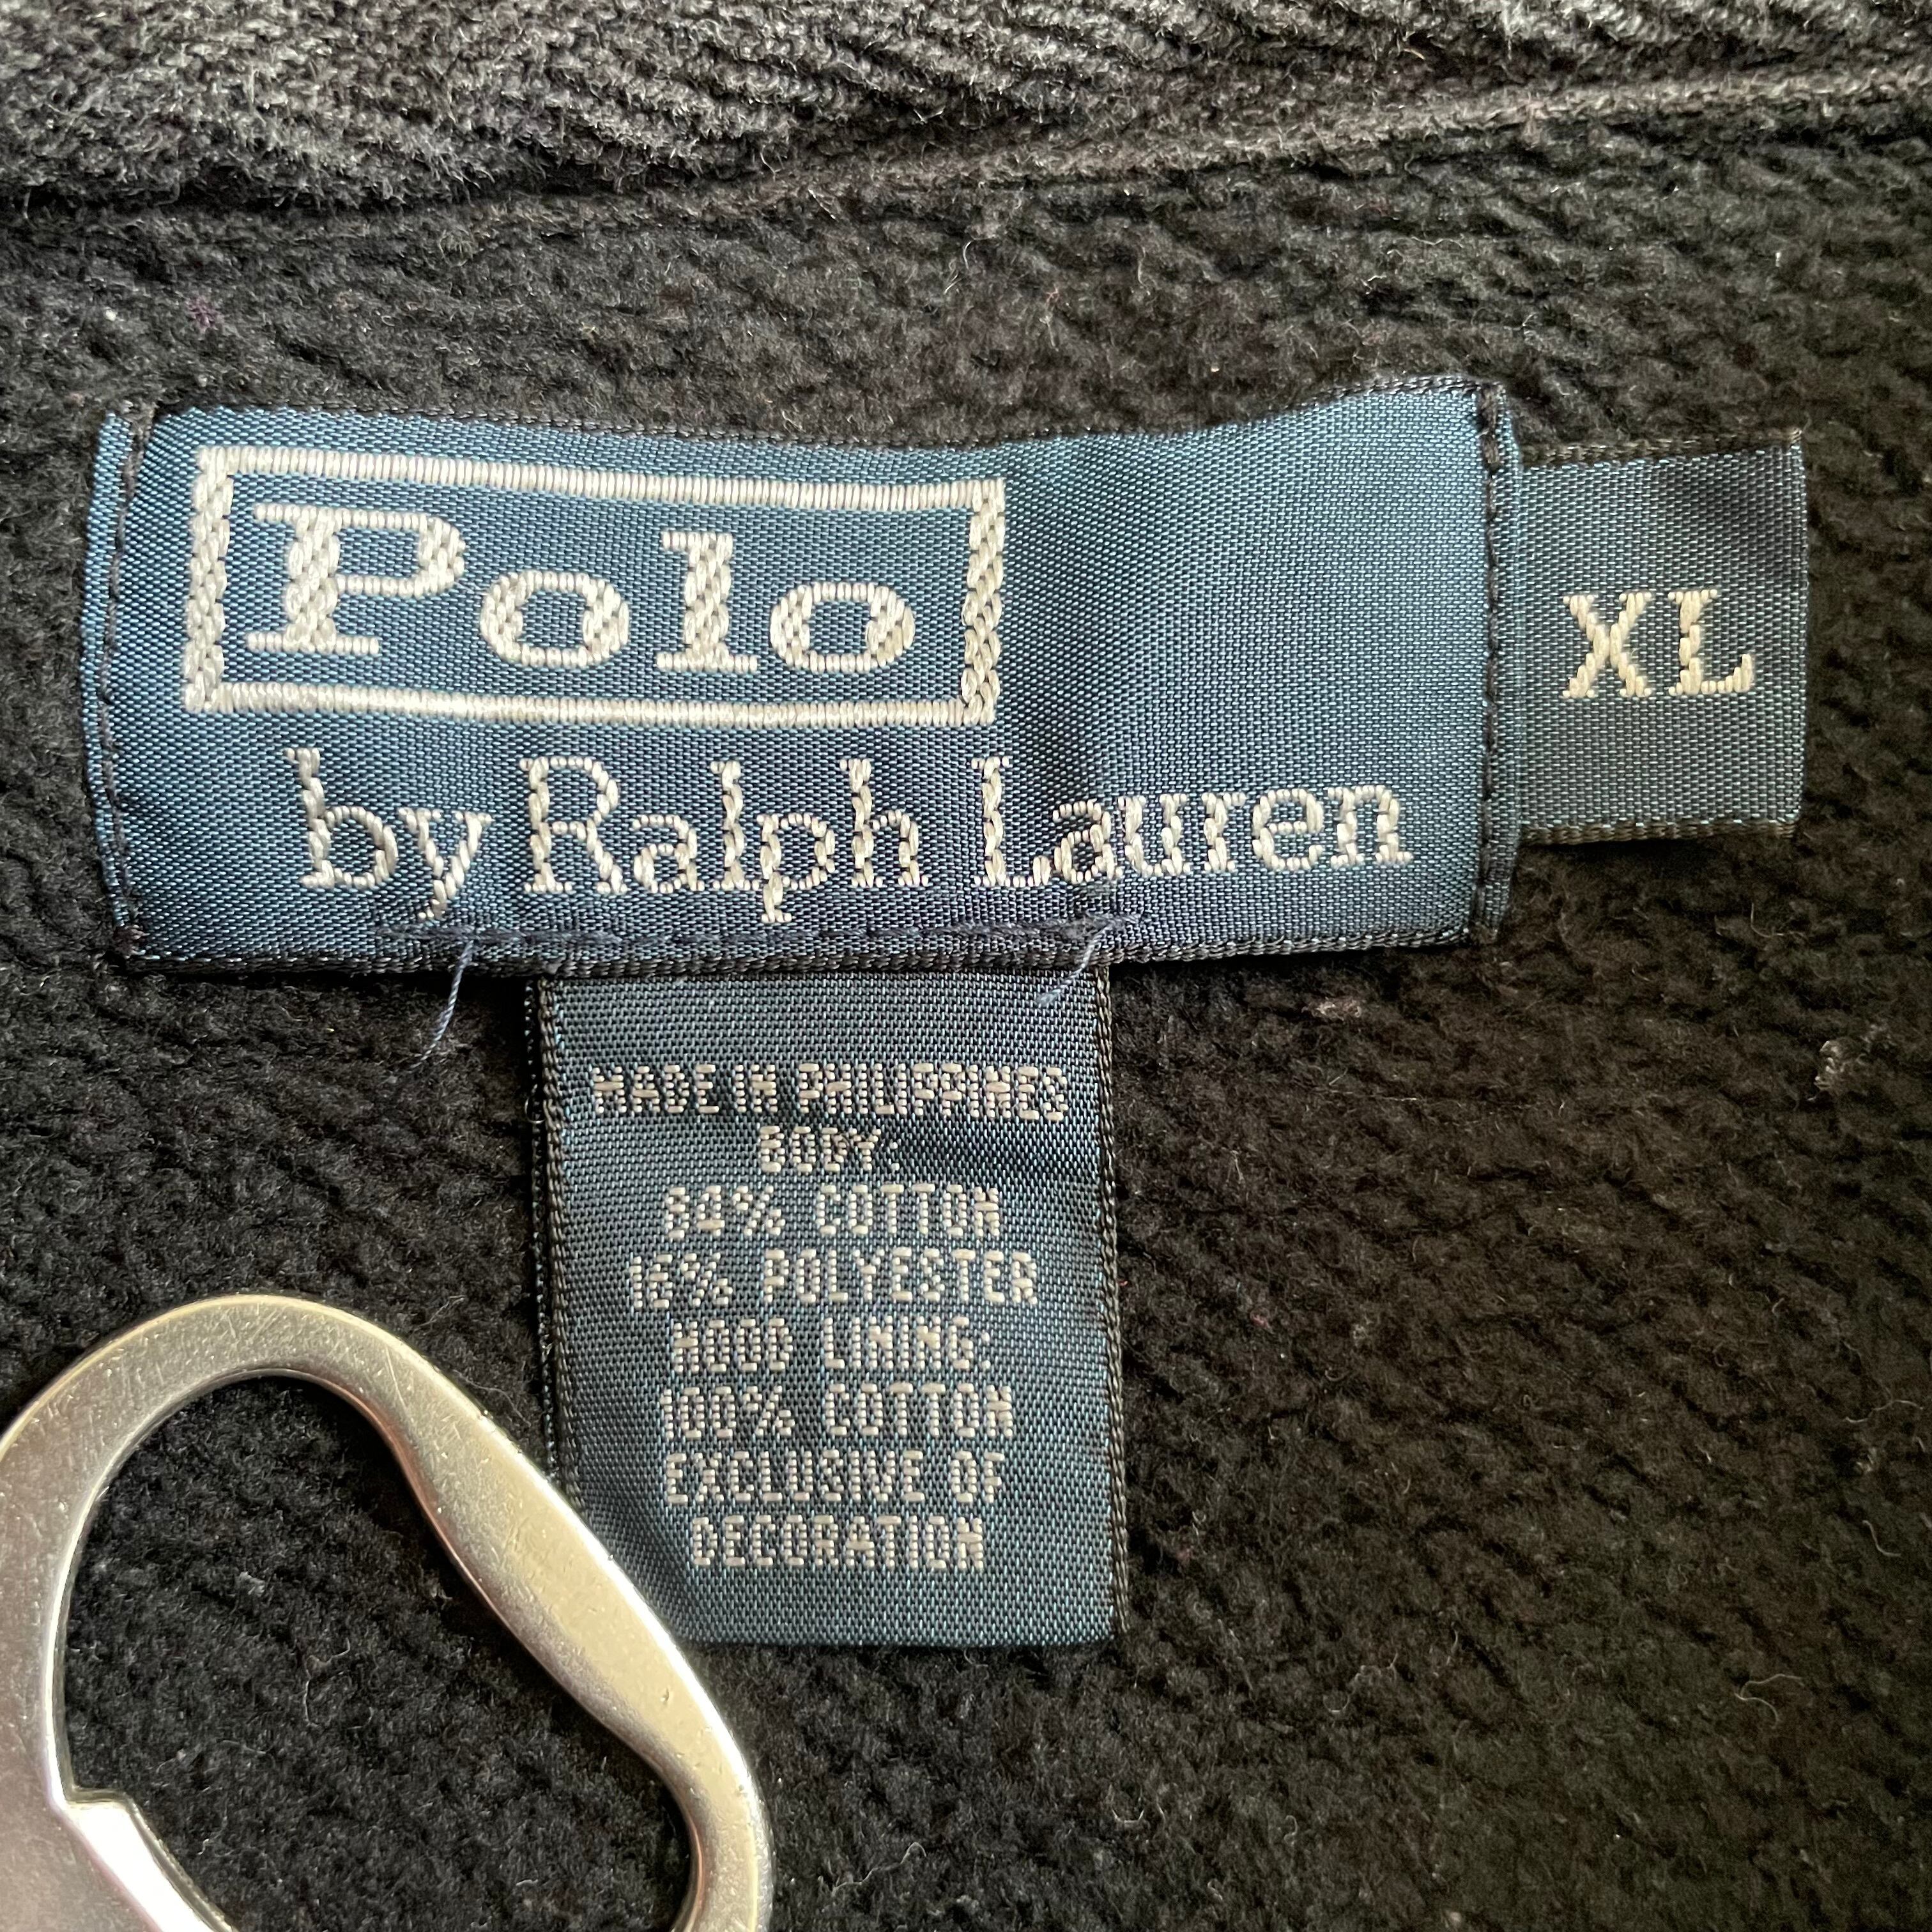 Polo
by Ralph Lauren
XL
MADE IN PHILIPPINES
BODY:
84% COTTON
16% POLYESTER
HOOD LINING:
100% COTTON
EXCLUSIVE OF
DECORATION